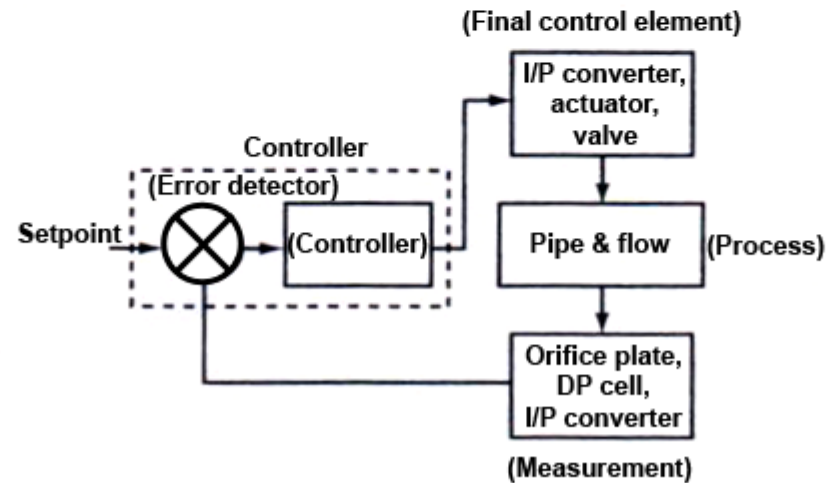 (Final control element)
I/P converter,
actuator,
valve
Controller
(Error detector)
Setpoint
(Controller)
Pipe & flow
(Process)
Orifice plate,
DP cell,
I/P converter
(Measurement)